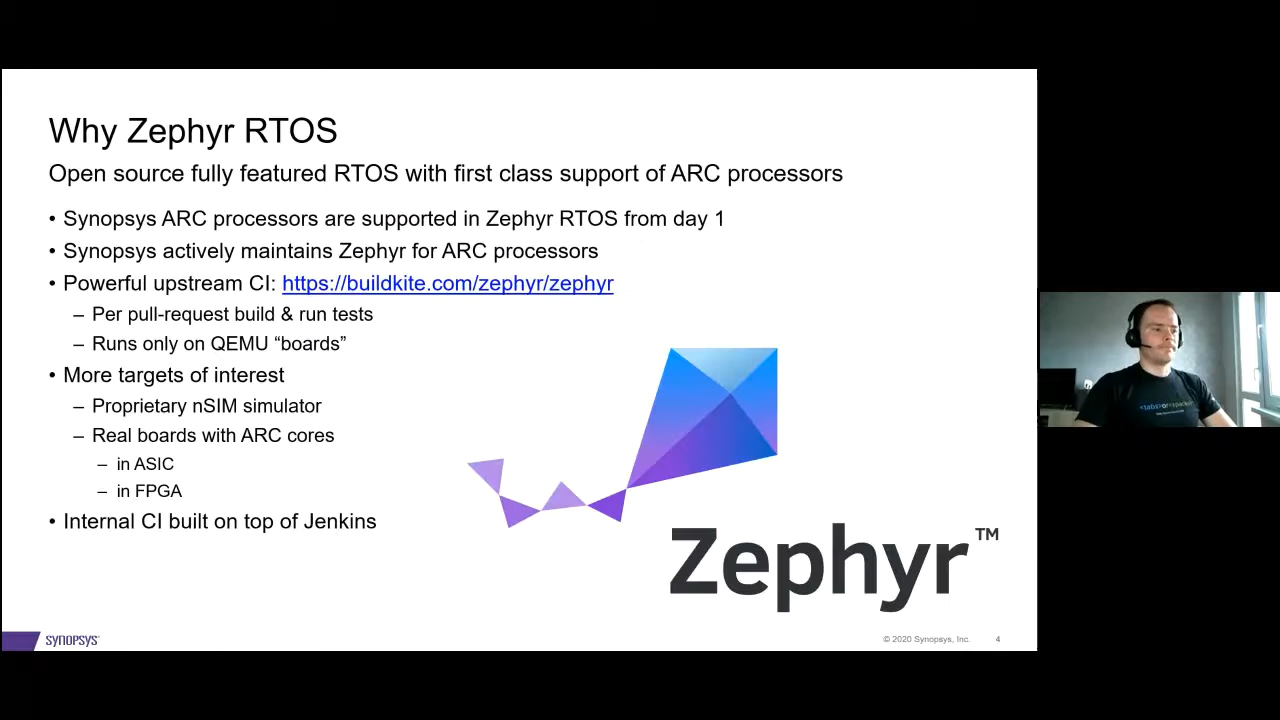 Why Zephyr RTOS
Open source fully featured RTOS with first class support of ARC processors
• Synopsys ARC processors are supported in Zephyr RTOS from day 1
• Synopsys actively maintains Zephyr for ARC processors
• Powerful upstream CI: https://buildkite.com/zephyr/zephyr
– Per pull-request build & run tests
– Runs only on QEMU “boards”
• More targets of interest
– Proprietary nSIM simulator
– Real boards with ARC cores
– in ASIC
– in FPGA
• Internal CI built on top of Jenkins
Zephyr™
SYNOPSYS®
© 2020 Synopsys, Inc. 4